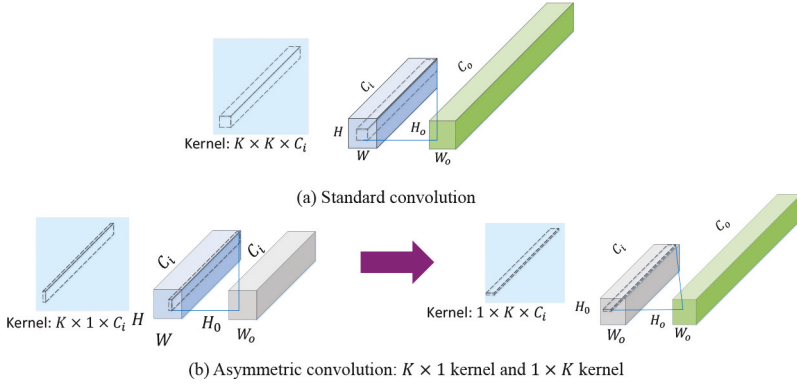 C_i
C_o
H
H_o
W
W_o
Kernel: K × K × C_i
(a) Standard convolution
C_i
C_i
C_i
C_o
Kernel: K × 1 × C_i
H
W
H_0
W_o
Kernel: 1 × K × C_i
H_0
H_o
W_o
W_o
(b) Asymmetric convolution: K × 1 kernel and 1 × K kernel